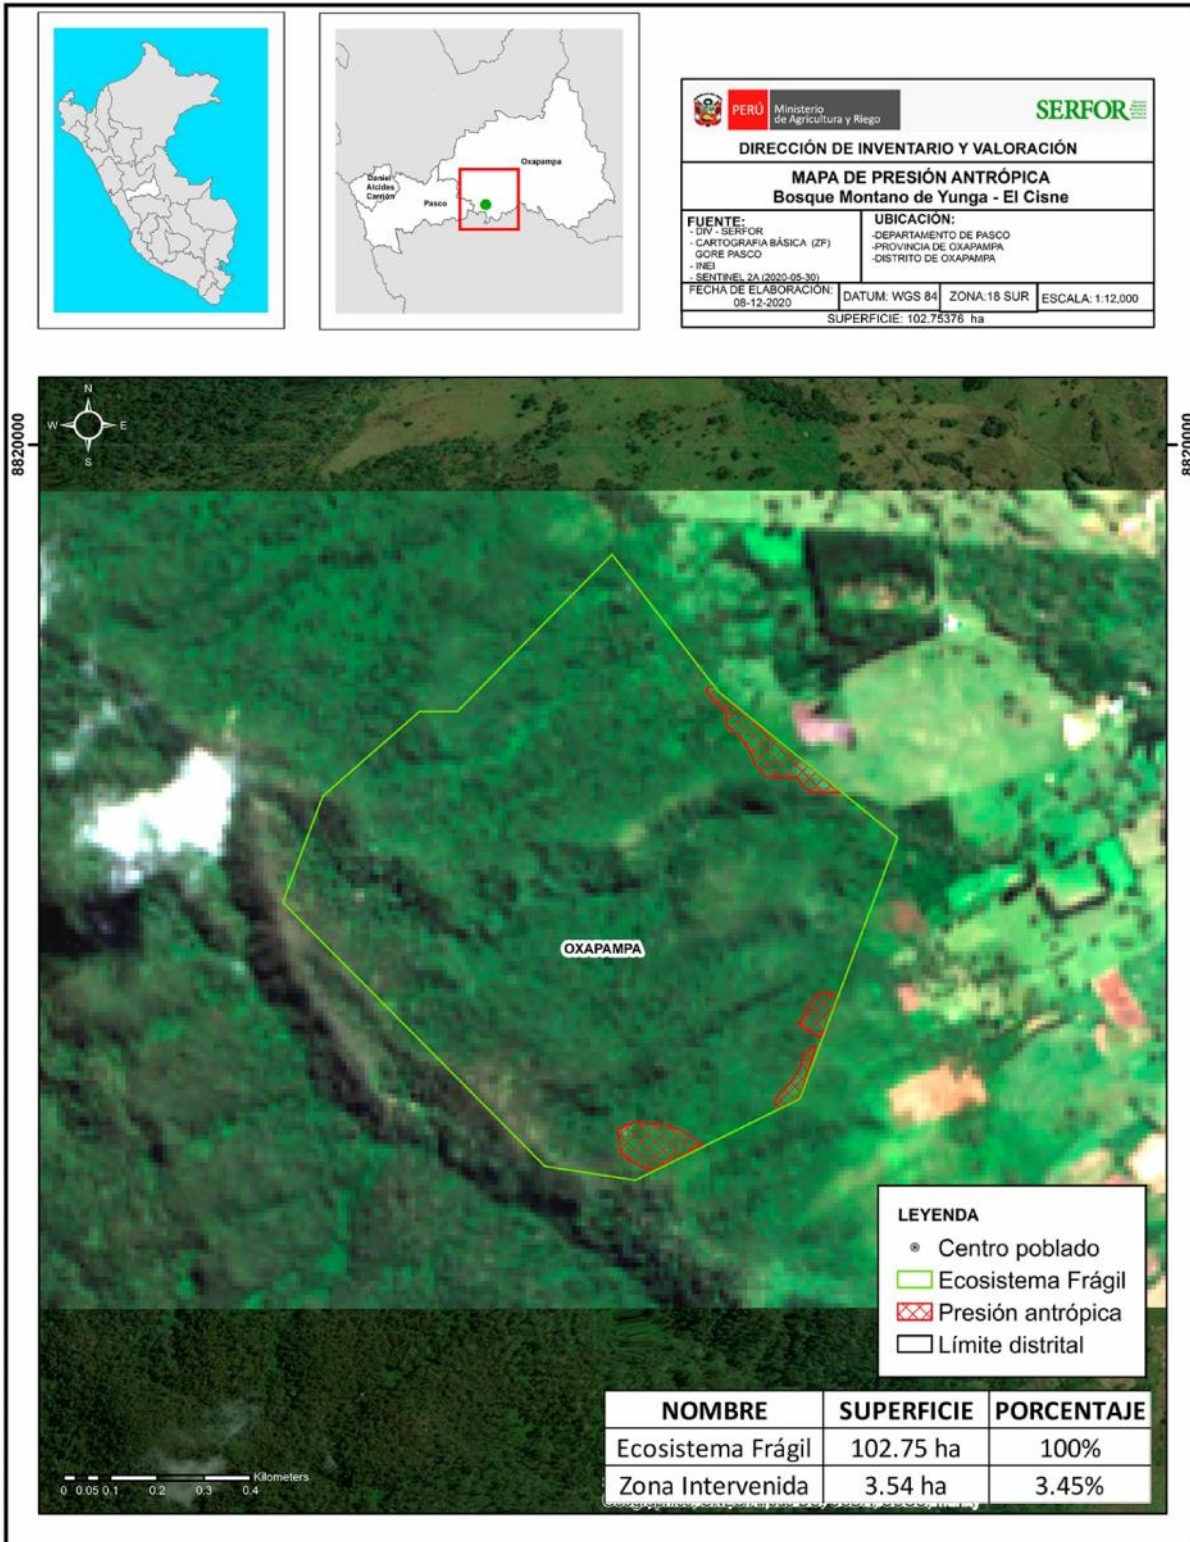 Daniel
Alcides
Carrión
Pasco
Oxapampa
PERÚ
Ministerio
de Agricultura y Riego
SERFOR
DIRECCIÓN DE INVENTARIO Y VALORACIÓN
MAPA DE PRESIÓN ANTRÓPICA
Bosque Montano de Yunga - El Cisne
FUENTE:
- DIV - SERFOR
- CARTOGRAFIA BÁSICA (ZF)
GORE PASCO
- INEI
- SENTINEL 2A (2020-05-30)
UBICACIÓN:
-DEPARTAMENTO DE PASCO
-PROVINCIA DE OXAPAMPA
-DISTRITO DE OXAPAMPA
FECHA DE ELABORACIÓN:
08-12-2020
DATUM: WGS 84
ZONA:18 SUR
ESCALA: 1:12,000
SUPERFICIE: 102.75376 ha
N
W
E
S
8820000
8820000
OXAPAMPA
LEYENDA
Centro poblado
Ecosistema Frágil
Presión antrópica
Límite distrital
NOMBRE SUPERFICIE PORCENTAJE
Ecosistema Frágil 102.75 ha 100%
Zona Intervenida 3.54 ha 3.45%
Kilometers
0 0.05 0.1 0.2 0.3 0.4